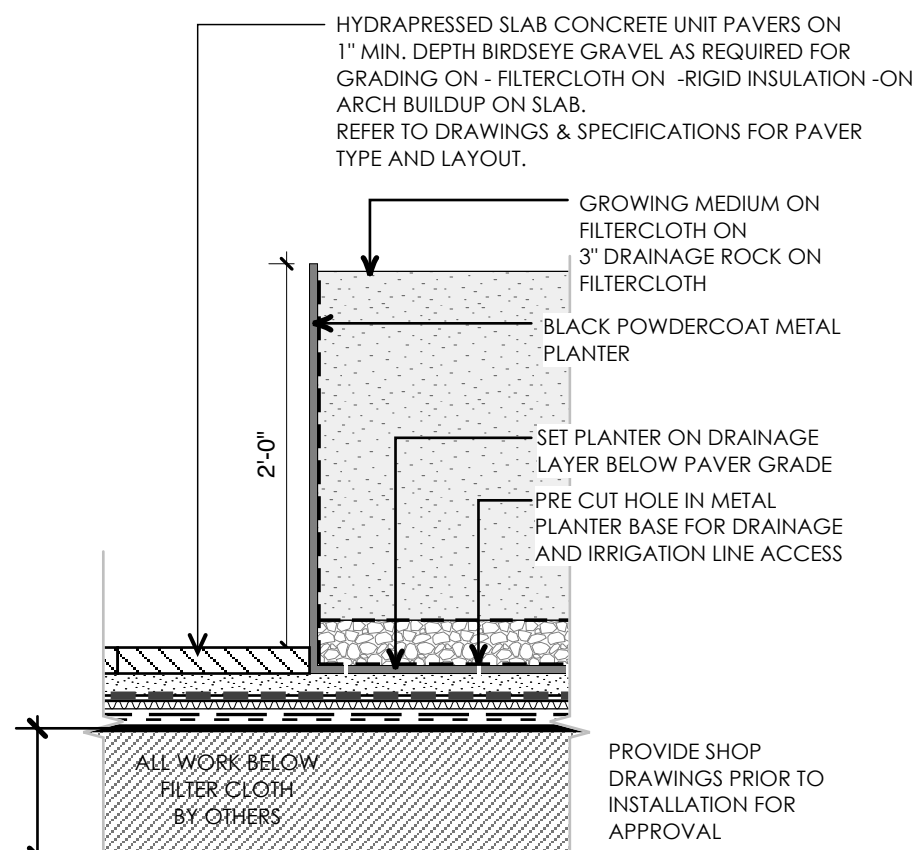 HYDRAPRESSED SLAB CONCRETE UNIT PAVERS ON
1" MIN. DEPTH BIRDSEYE GRAVEL AS REQUIRED FOR
GRADING ON - FILTERCLOTH ON -RIGID INSULATION -ON
ARCH BUILDUP ON SLAB.
REFER TO DRAWINGS & SPECIFICATIONS FOR PAVER
TYPE AND LAYOUT.
GROWING MEDIUM ON
FILTERCLOTH ON
3" DRAINAGE ROCK ON
FILTERCLOTH
BLACK POWDERCOAT METAL
PLANTER
2'-0"
SET PLANTER ON DRAINAGE
LAYER BELOW PAVER GRADE
PRE CUT HOLE IN METAL
PLANTER BASE FOR DRAINAGE
AND IRRIGATION LINE ACCESS
ALL WORK BELOW
FILTER CLOTH
BY OTHERS
PROVIDE SHOP
DRAWINGS PRIOR TO
INSTALLATION FOR
APPROVAL